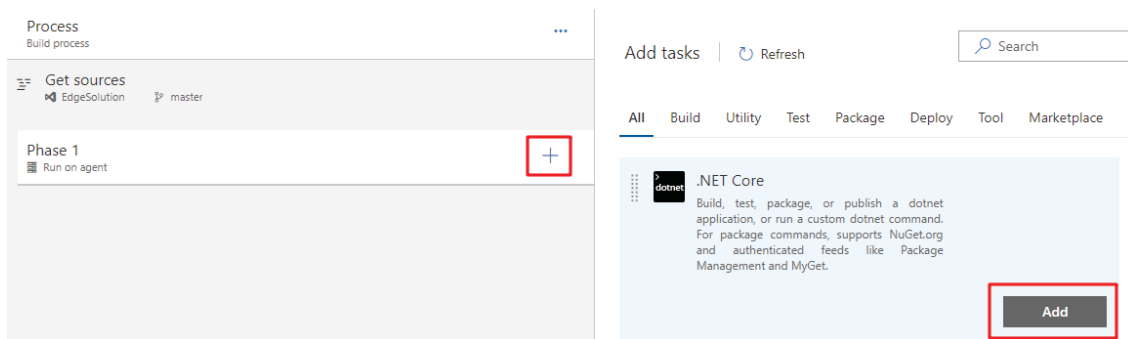 Process
Build process
Get sources
EdgeSolution master
Phase 1
Run on agent
Add tasks Refresh
Search
All Build Utility Test Package Deploy Tool Marketplace
dotnet
.NET Core
Build, test, package, or publish a dotnet
application, or run a custom dotnet command.
For package commands, supports NuGet.org
and authenticated feeds like Package
Management and MyGet.
Add